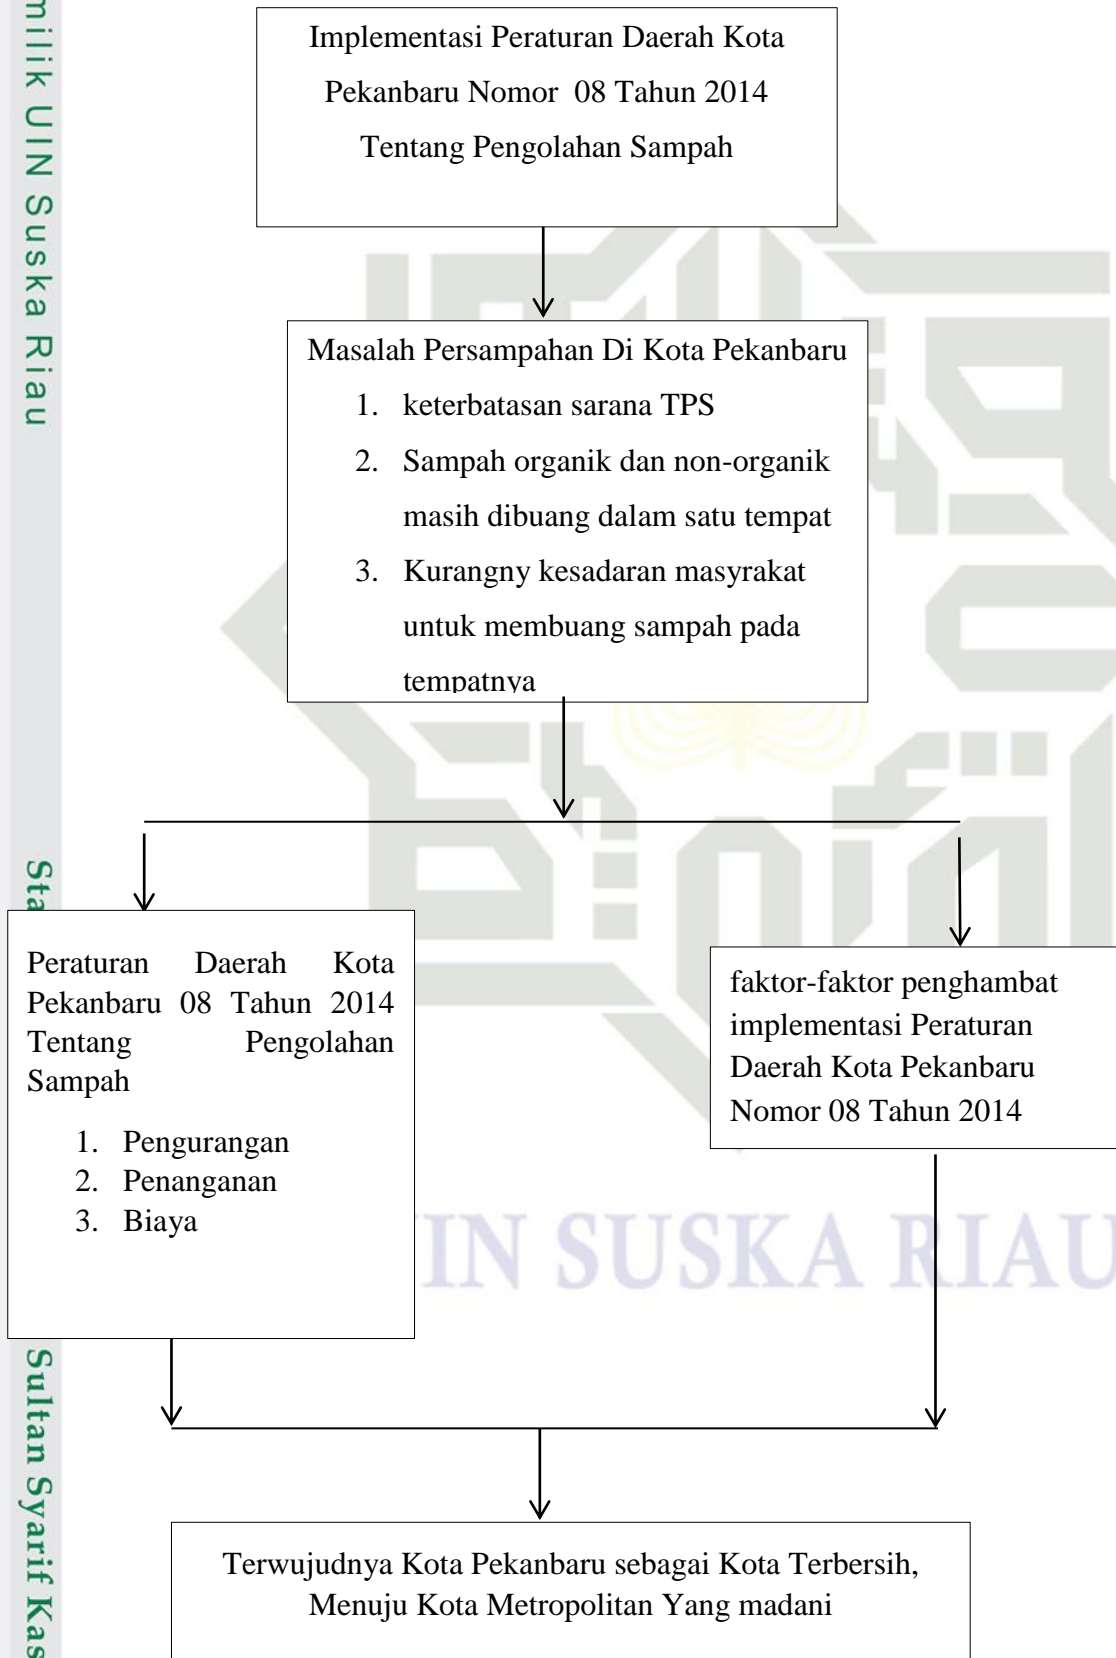 Implementasi Peraturan Daerah Kota
Pekanbaru Nomor 08 Tahun 2014
Tentang Pengolahan Sampah
Masalah Persampahan Di Kota Pekanbaru
1. keterbatasan sarana TPS
2. Sampah organik dan non-organik
masih dibuang dalam satu tempat
3. Kurangny kesadaran masyrakat
untuk membuang sampah pada
tempatnya
Peraturan Daerah Kota
Pekanbaru 08 Tahun 2014
Tentang Pengolahan
Sampah
1. Pengurangan
2. Penanganan
3. Biaya
faktor-faktor penghambat
implementasi Peraturan
Daerah Kota Pekanbaru
Nomor 08 Tahun 2014
Terwujudnya Kota Pekanbaru sebagai Kota Terbersih,
Menuju Kota Metropolitan Yang madani
milik UIN Suska Riau
Sta
Sultan Syarif Kas
IN SUSKA RIAU